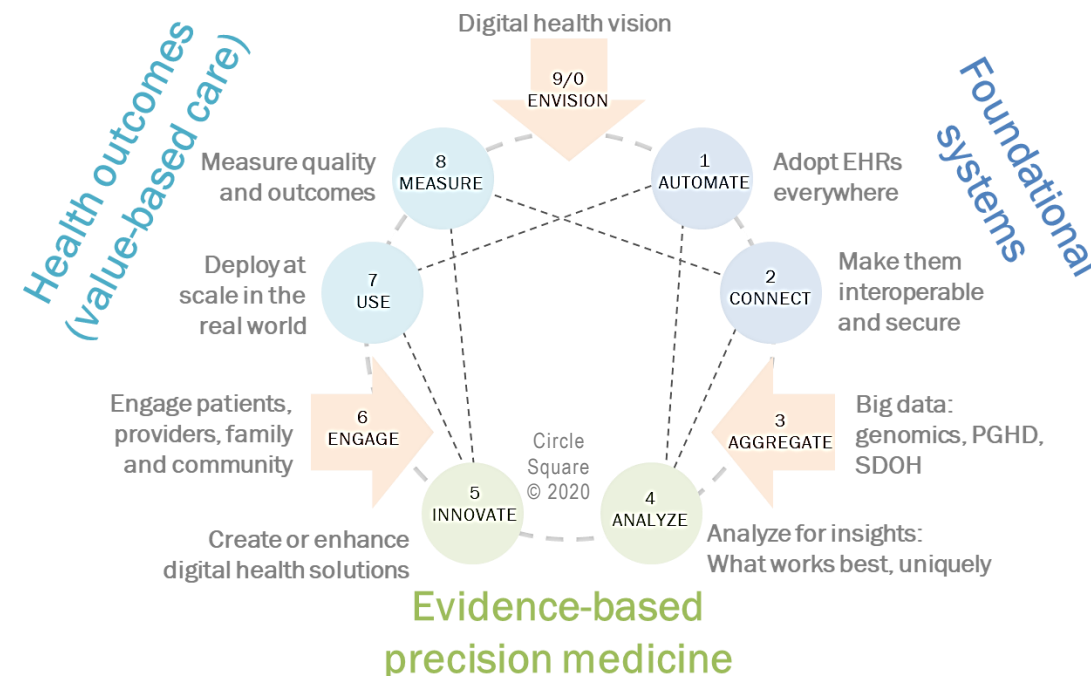 Digital health vision
9/0
ENVISION
Health outcomes
(value-based care)
Foundational
systems
8
MEASURE
Measure quality
and outcomes
1
AUTOMATE
Adopt EHRs
everywhere
7
USE
Deploy at
scale in the
real world
2
CONNECT
Make them
interoperable
and secure
6
ENGAGE
Engage patients,
providers, family
and community
3
AGGREGATE
Big data:
genomics, PGHD,
SDOH
Circle
Square
© 2020
5
INNOVATE
Create or enhance
digital health solutions
4
ANALYZE
Analyze for insights:
What works best, uniquely
Evidence-based
precision medicine